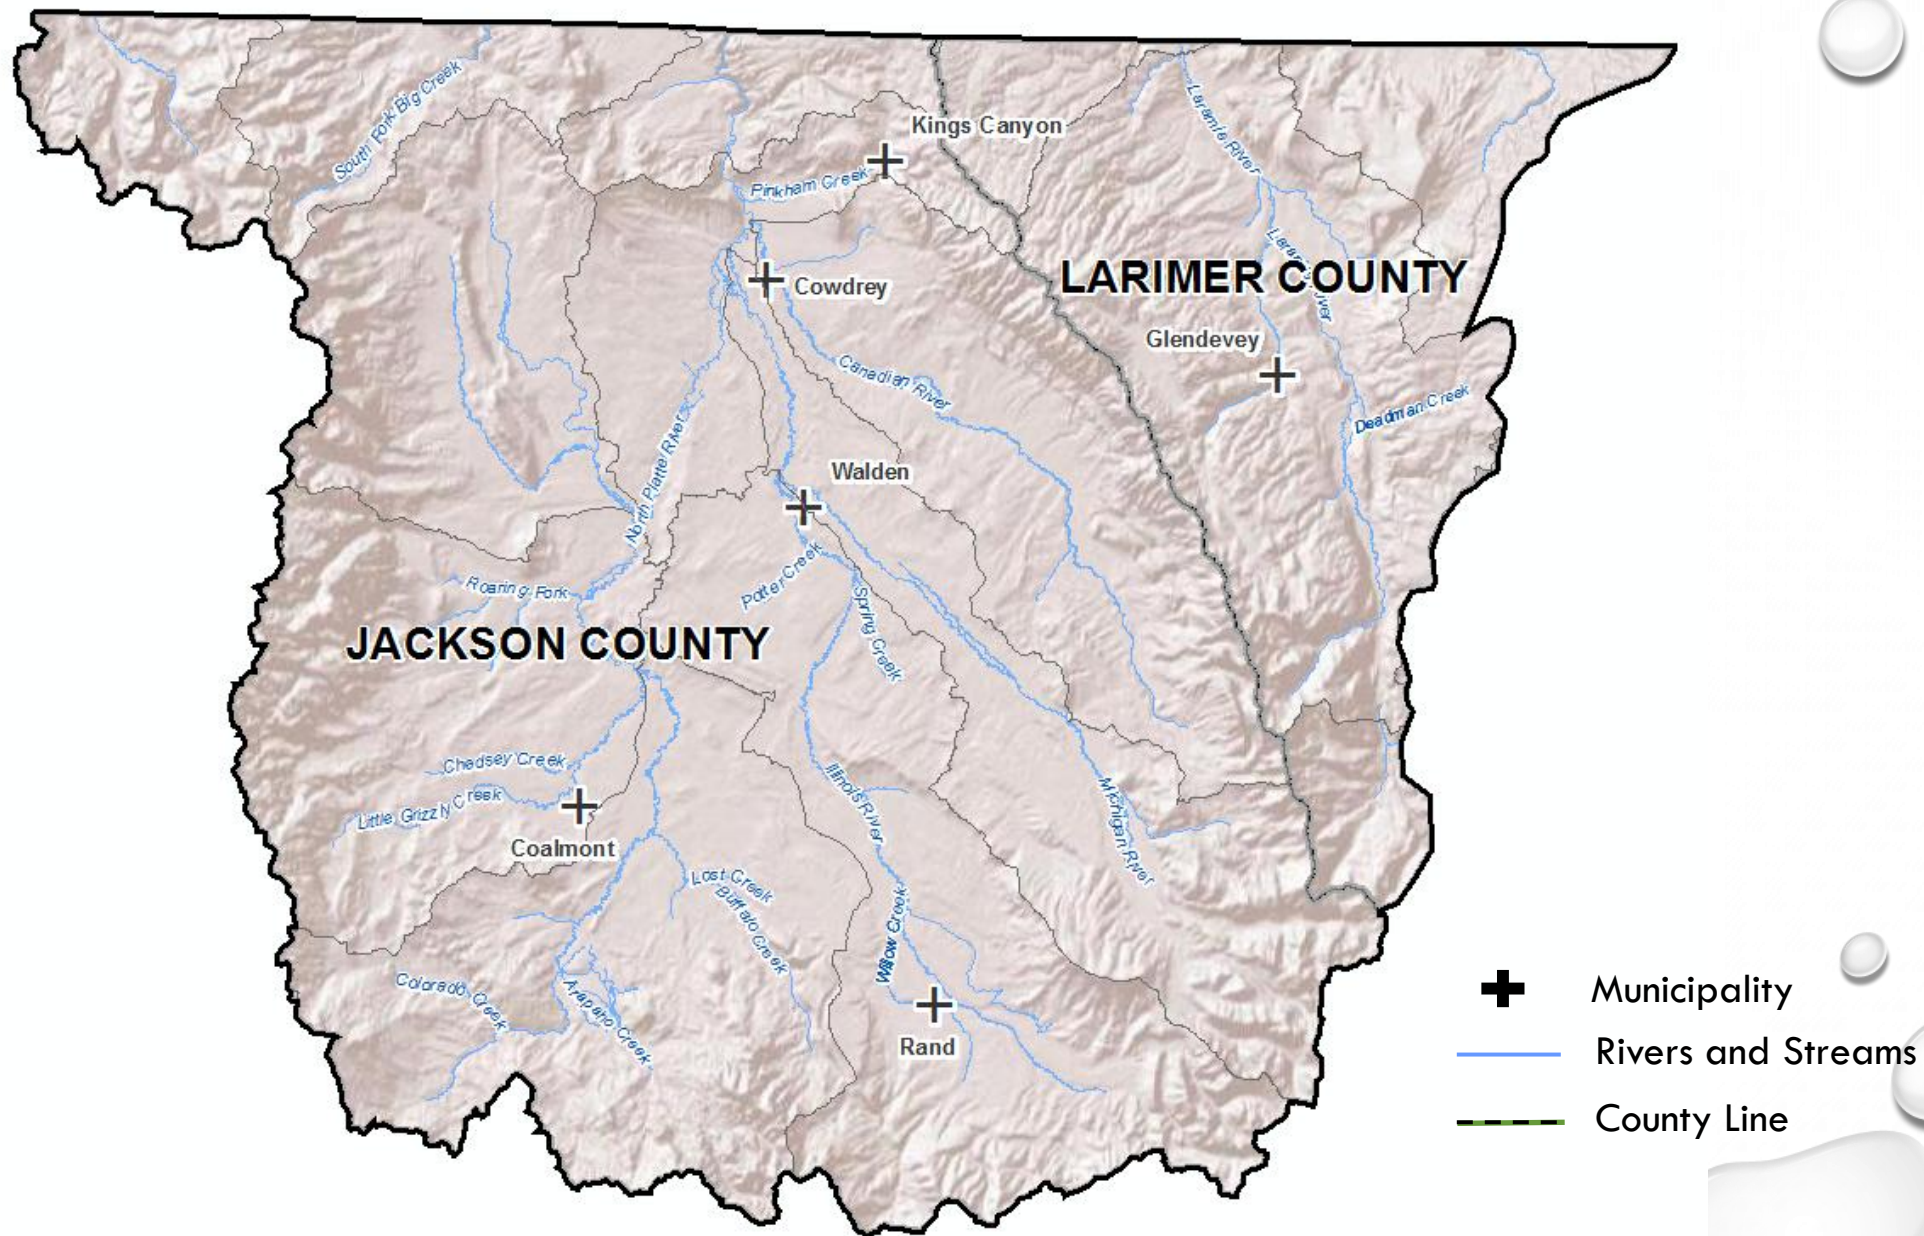 South Fork Big Creek
Kings Canyon
Laramie River
Pinkham Creek
Laramie River
LARIMER COUNTY
Cowdrey
Glendevey
Canadian River
Deadman Creek
North Platte River
Walden
Potter Creek
Roaring Fork
Spring Creek
JACKSON COUNTY
Chedsey Creek
Little Grizzly Creek
Illinois River
Michigan River
Coalmont
Lost Creek
Buffalo Creek
Willow Creek
Colorado Creek
Arapaho Creek
Rand
Municipality
Rivers and Streams
County Line